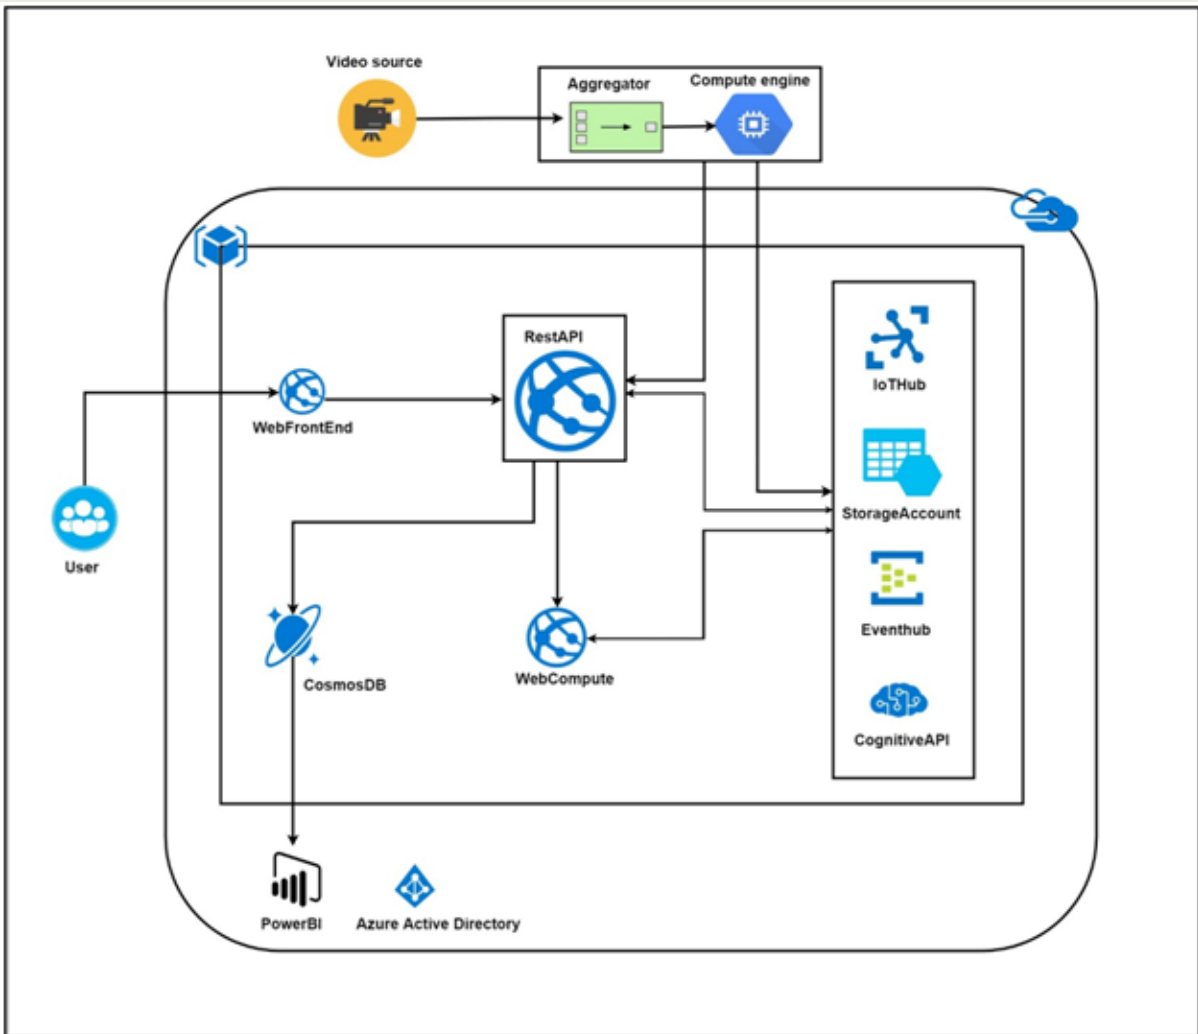 Video source
Aggregator
Compute engine
RestAPI
IoTHub
WebFrontEnd
StorageAccount
User
Eventhub
CosmosDB
WebCompute
CognitiveAPI
PowerBI
Azure Active Directory